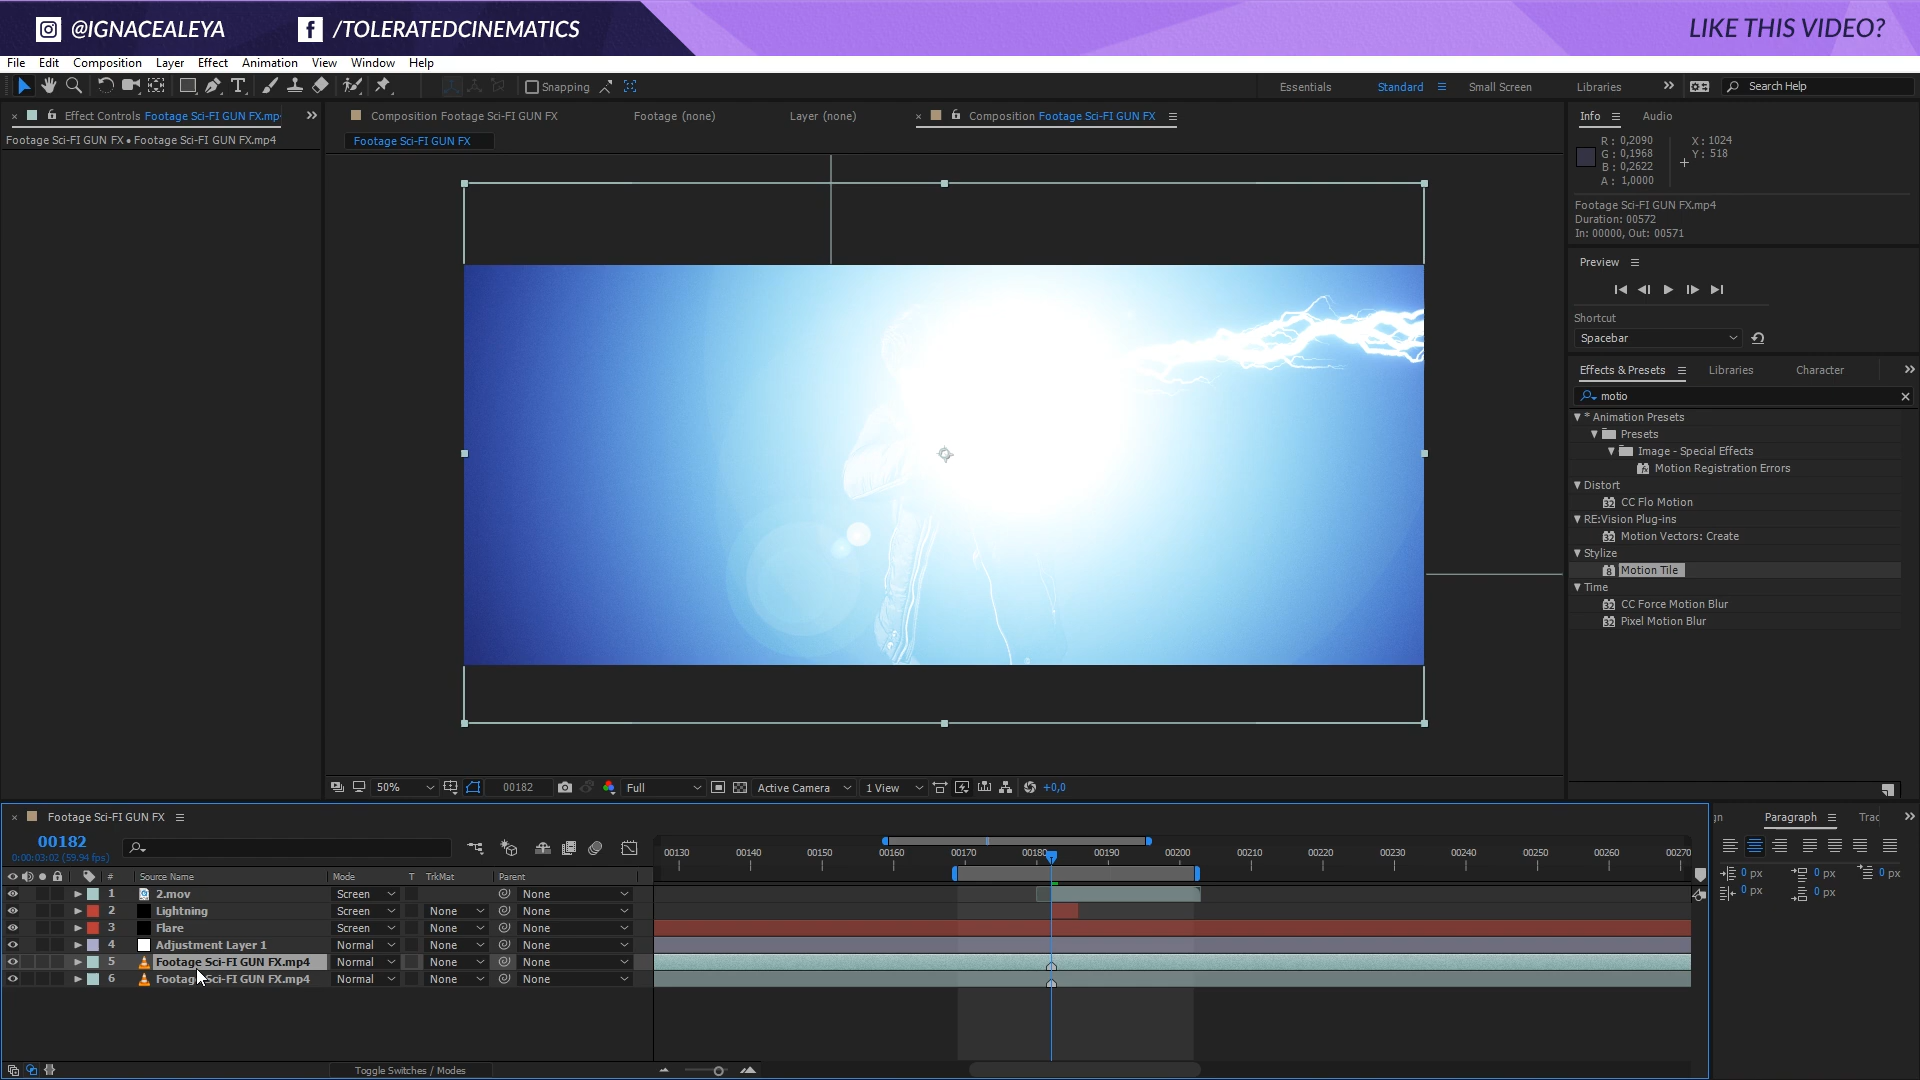 @IGNACEALEYA
/TOLERATEDCINEMATICS
LIKE THIS VIDEO?
File Edit Composition Layer Effect Animation View Window Help
Snapping
Essentials Standard Small Screen Libraries Search Help
Effect Controls Footage Sci-FI GUN FX.mp
Composition Footage Sci-FI GUN FX Footage (none) Layer (none) Composition Footage Sci-FI GUN FX
Info Audio
Footage Sci-FI GUN FX • Footage Sci-FI GUN FX.mp4
Footage Sci-FI GUN FX
R : 0,2090 X : 1024
G : 0,1968 Y : 518
B : 0,2622
A : 1,0000
Footage Sci-FI GUN FX.mp4
Duration: 00572
In: 00000, Out: 00571
Preview
Shortcut
Spacebar
Effects & Presets Libraries Character
motio
* Animation Presets
Presets
Image - Special Effects
Motion Registration Errors
Distort
CC Flo Motion
RE:Vision Plug-ins
Motion Vectors: Create
Stylize
Motion Tile
Time
CC Force Motion Blur
Pixel Motion Blur
50% 00182 Full Active Camera 1 View +0,0
Footage Sci-FI GUN FX
00182
0:00:03:02 (59.94 fps)
00130 00140 00150 00160 00170 00180 00190 00200 00210 00220 00230 00240 00250 00260 00270
# Source Name Mode T TrkMat Parent
1 2.mov Screen None
2 Lightning Screen None None
3 Flare Screen None None
4 Adjustment Layer 1 Normal None None
5 Footage Sci-FI GUN FX.mp4 Normal None None
6 Footage Sci-FI GUN FX.mp4 Normal None None
Toggle Switches / Modes
gn Paragraph Trac
0 px 0 px 0 px
0 px 0 px